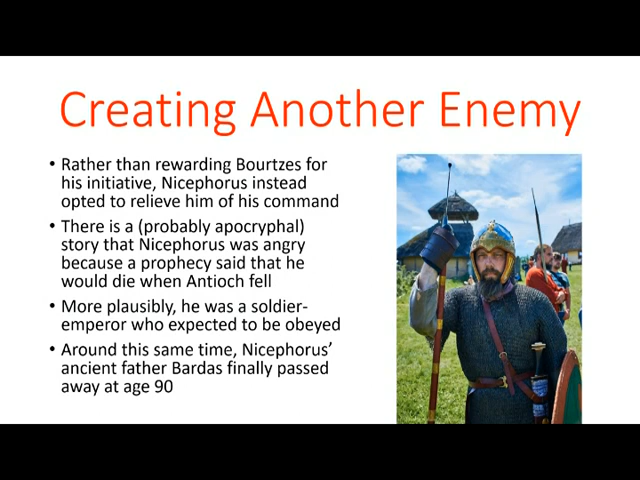 Creating Another Enemy
• Rather than rewarding Bourtzes for
his initiative, Nicephorus instead
opted to relieve him of his command
• There is a (probably apocryphal)
story that Nicephorus was angry
because a prophecy said that he
would die when Antioch fell
• More plausibly, he was a soldier-
emperor who expected to be obeyed
• Around this same time, Nicephorus’
ancient father Bardas finally passed
away at age 90